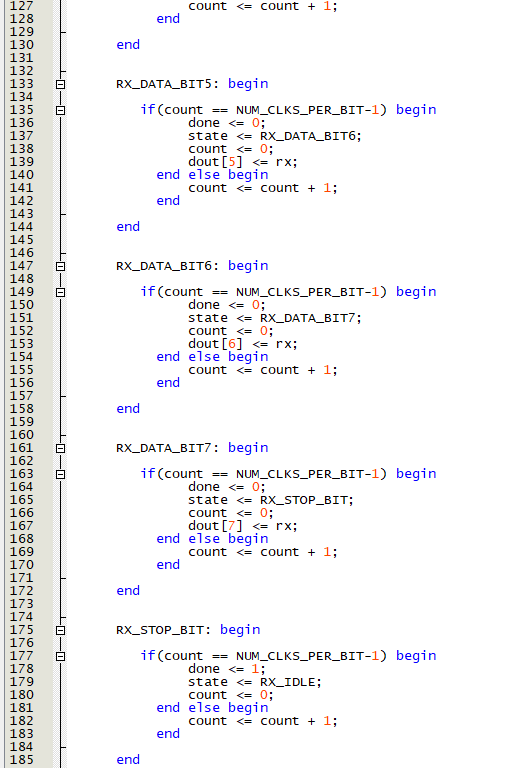 127 count <= count + 1;
128 end
129
130 end
131
132
133 RX_DATA_BIT5: begin
134
135 if(count == NUM_CLKS_PER_BIT-1) begin
136 done <= 0;
137 state <= RX_DATA_BIT6;
138 count <= 0;
139 dout[5] <= rx;
140 end else begin
141 count <= count + 1;
142 end
143
144 end
145
146
147 RX_DATA_BIT6: begin
148
149 if(count == NUM_CLKS_PER_BIT-1) begin
150 done <= 0;
151 state <= RX_DATA_BIT7;
152 count <= 0;
153 dout[6] <= rx;
154 end else begin
155 count <= count + 1;
156 end
157
158 end
159
160
161 RX_DATA_BIT7: begin
162
163 if(count == NUM_CLKS_PER_BIT-1) begin
164 done <= 0;
165 state <= RX_STOP_BIT;
166 count <= 0;
167 dout[7] <= rx;
168 end else begin
169 count <= count + 1;
170 end
171
172 end
173
174
175 RX_STOP_BIT: begin
176
177 if(count == NUM_CLKS_PER_BIT-1) begin
178 done <= 1;
179 state <= RX_IDLE;
180 count <= 0;
181 end else begin
182 count <= count + 1;
183 end
184
185 end